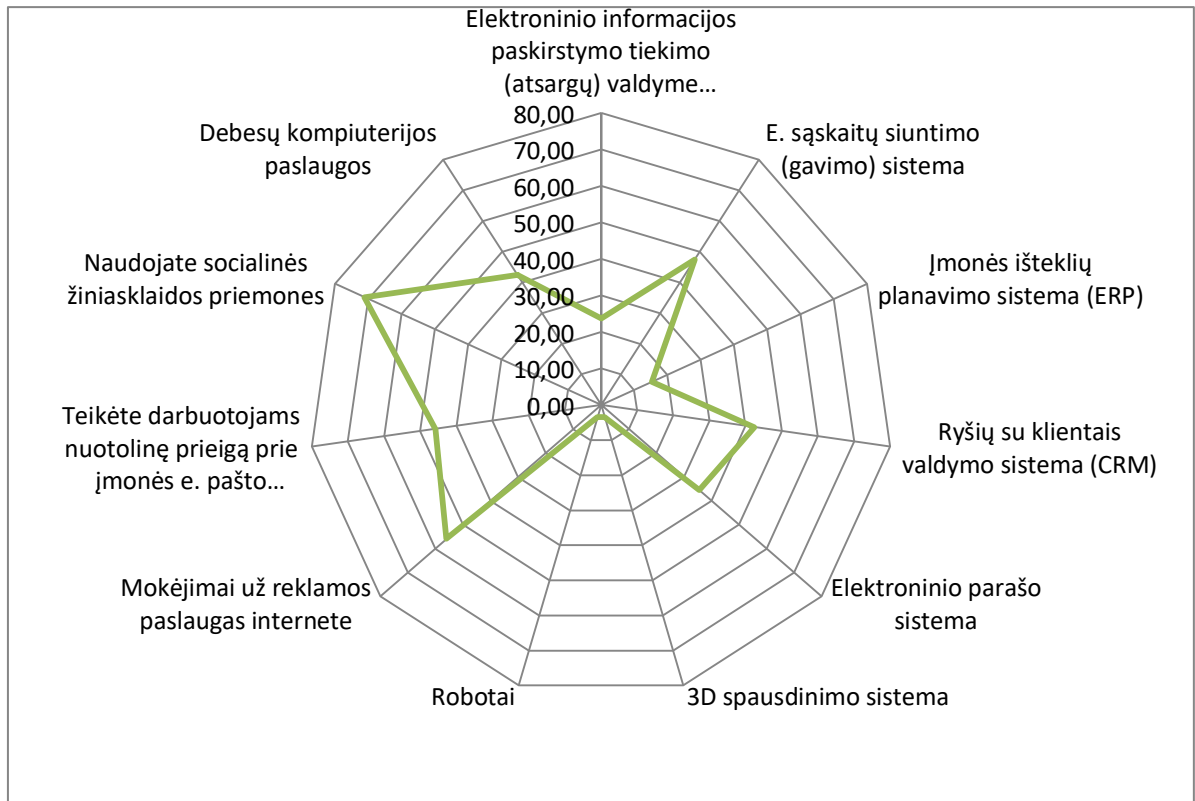 Elektroninio informacijos
paskirstymo tiekimo
(atsargų) valdyme...
E. sąskaitų siuntimo
(gavimo) sistema
Įmonės išteklių
planavimo sistema (ERP)
Ryšių su klientais
valdymo sistema (CRM)
Elektroninio parašo
sistema
3D spausdinimo sistema
Robotai
Mokėjimai už reklamos
paslaugas internete
Teikėte darbuotojams
nuotolinę prieigą prie
įmonės e. pašto...
Naudojate socialinės
žiniasklaidos priemones
Debesų kompiuterijos
paslaugos
80,00
70,00
60,00
50,00
40,00
30,00
20,00
10,00
0,00